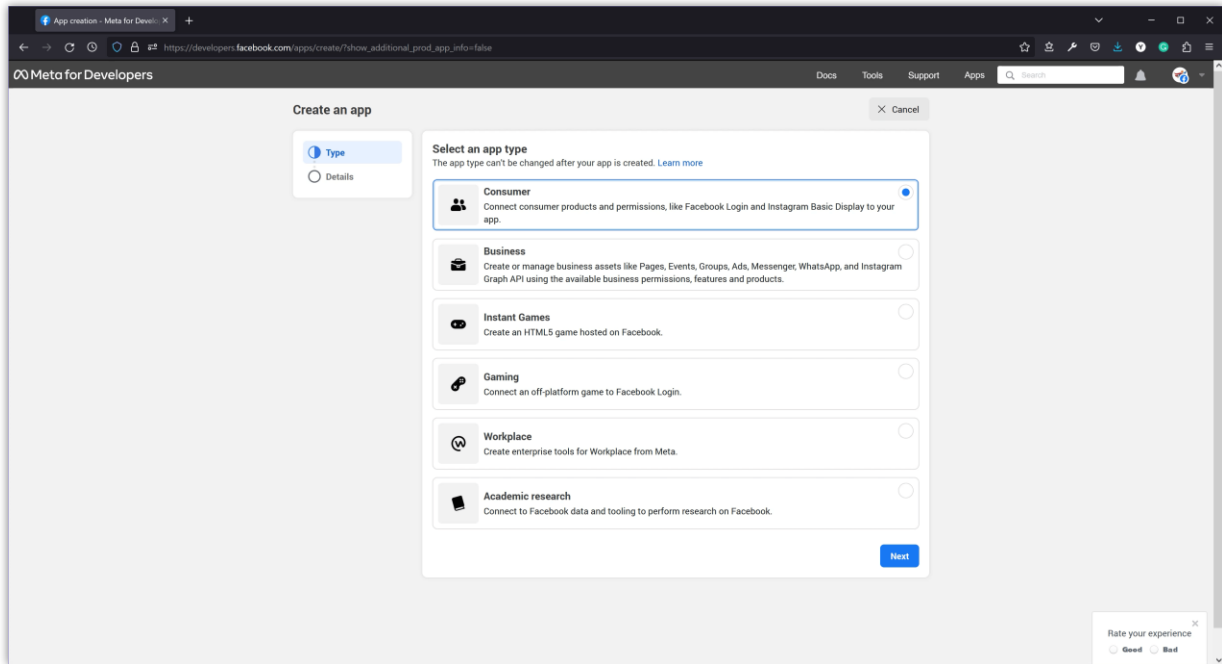 App creation - Meta for Develo
https://developers.facebook.com/apps/create/?show_additional_prod_app_info=false
Meta for Developers
Docs Tools Support Apps Search
Create an app
Cancel
Type
Details
Select an app type
The app type can't be changed after your app is created. Learn more
Consumer
Connect consumer products and permissions, like Facebook Login and Instagram Basic Display to your
app.
Business
Create or manage business assets like Pages, Events, Groups, Ads, Messenger, WhatsApp, and Instagram
Graph API using the available business permissions, features and products.
Instant Games
Create an HTML5 game hosted on Facebook.
Gaming
Connect an off-platform game to Facebook Login.
Workplace
Create enterprise tools for Workplace from Meta.
Academic research
Connect to Facebook data and tooling to perform research on Facebook.
Next
Rate your experience
Good Bad